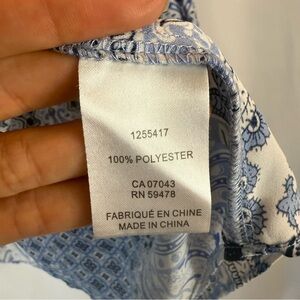 1255417
100% POLYESTER
CA 07043
RN 59478
FABRIQUÉ EN CHINE
MADE IN CHINA